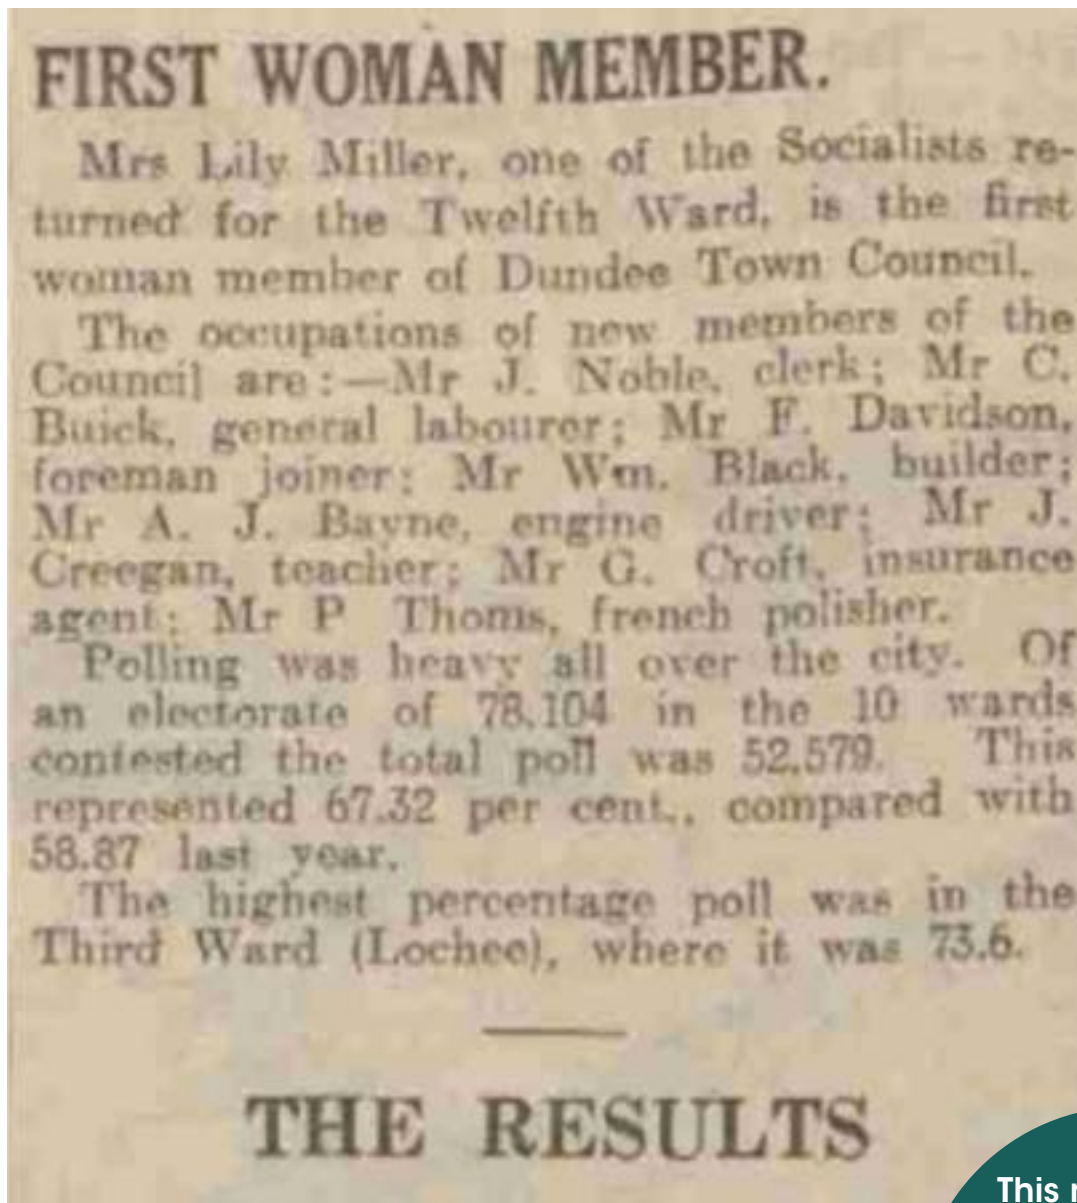 FIRST WOMAN MEMBER.
Mrs Lily Miller, one of the Socialists re-
turned for the Twelfth Ward, is the first
woman member of Dundee Town Council.
The occupations of new members of the
Council are:—Mr J. Noble, clerk; Mr C.
Buick, general labourer; Mr F. Davidson,
foreman joiner; Mr Wm. Black, builder;
Mr A. J. Bayne, engine driver; Mr J.
Creegan, teacher; Mr G. Croft, insurance
agent; Mr P Thoms, french polisher.
Polling was heavy all over the city. Of
an electorate of 78,104 in the 10 wards
contested the total poll was 52,579. This
represented 67.32 per cent., compared with
58.87 last year.
The highest percentage poll was in the
Third Ward (Lochee), where it was 73.6.
THE RESULTS
This